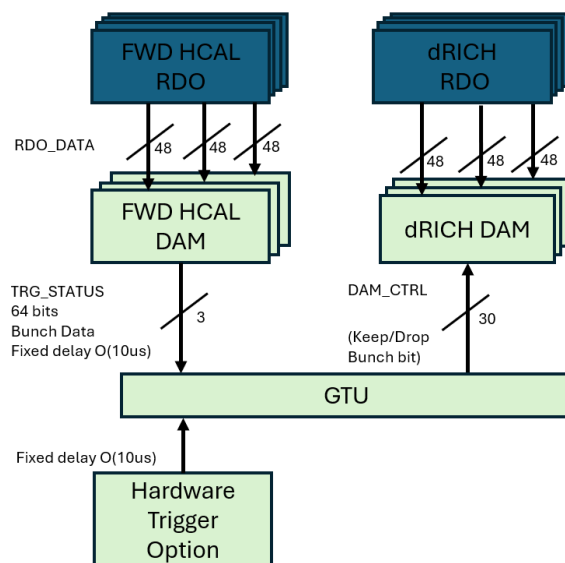 FWD HCAL
RDO
dRICH
RDO
RDO_DATA
48
48
48
48
48
48
FWD HCAL
DAM
dRICH DAM
TRG_STATUS
64 bits
Bunch Data
Fixed delay O(10us)
3
DAM_CTRL
(Keep/Drop
Bunch bit)
30
GTU
Fixed delay O(10us)
Hardware
Trigger
Option